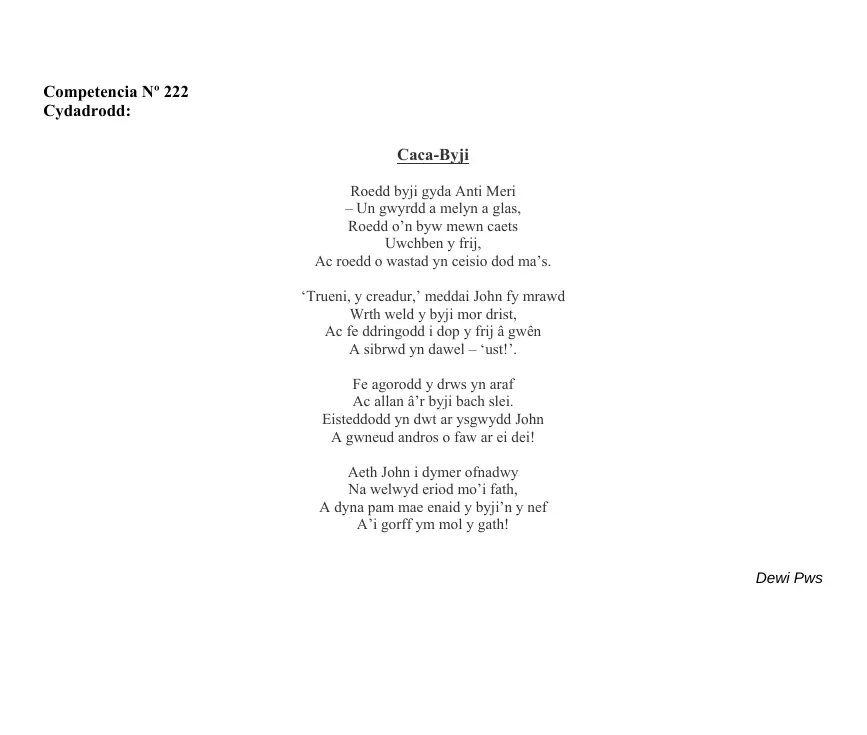 Competencia Nº 222
Cydadrodd:
Caca-Byji
Roedd byji gyda Anti Meri
– Un gwyrdd a melyn a glas,
Roedd o’n byw mewn caets
Uwchben y frij,
Ac roedd o wastad yn ceisio dod ma’s.
‘Trueni, y creadur,’ meddai John fy mrawd
Wrth weld y byji mor drist,
Ac fe ddringodd i dop y frij â gwên
A sibrwd yn dawel – ‘ust!’.
Fe agorodd y drws yn araf
Ac allan â’r byji bach slei.
Eisteddodd yn dwt ar ysgwydd John
A gwneud andros o faw ar ei dei!
Aeth John i dymer ofnadwy
Na welwyd eriod mo’i fath,
A dyna pam mae enaid y byji’n y nef
A’i gorff ym mol y gath!
Dewi Pws